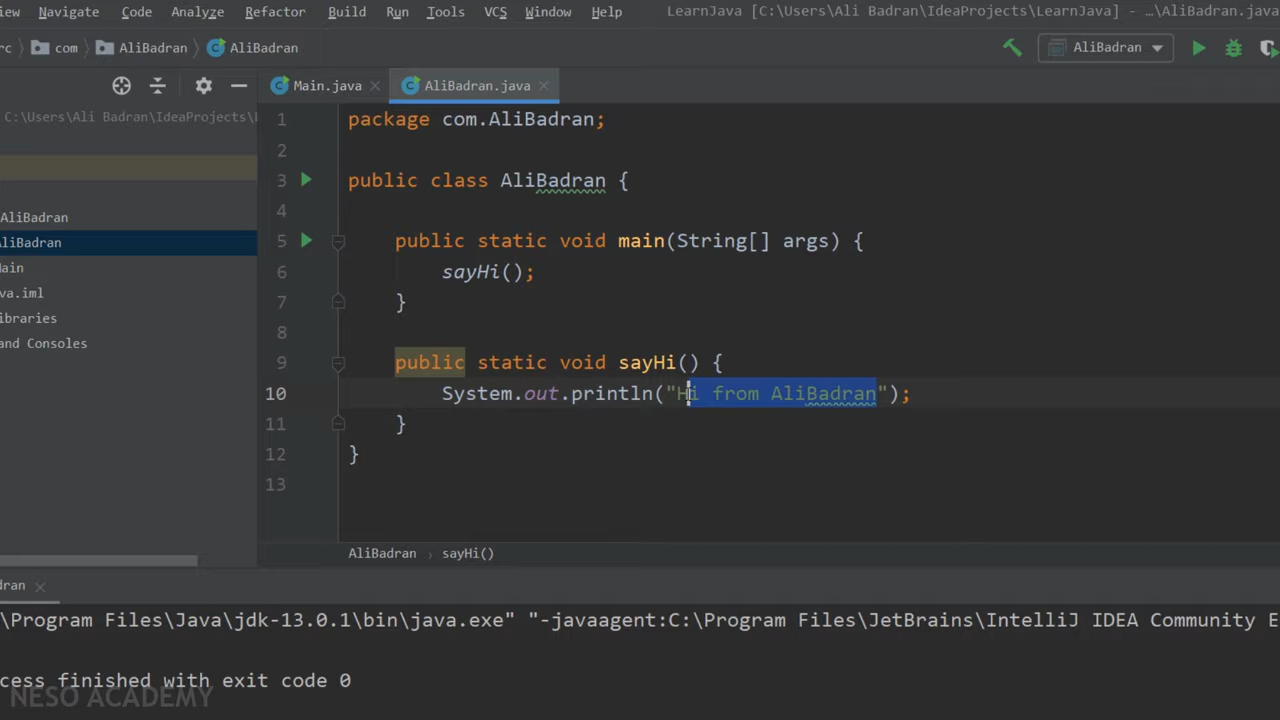 iew Navigate Code Analyze Refactor Build Run Tools VCS Window Help LearnJava [C:\Users\Ali Badran\IdeaProjects\LearnJava] - ...\AliBadran.java
rc com AliBadran AliBadran AliBadran
Main.java AliBadran.java
C:\Users\Ali Badran\IdeaProjects\L
AliBadran
AliBadran
Main
va.iml
ibraries
and Consoles
1 package com.AliBadran;
2
3 public class AliBadran {
4
5 public static void main(String[] args) {
6 sayHi();
7 }
8
9 public static void sayHi() {
10 System.out.println("Hi from AliBadran");
11 }
12 }
13
AliBadran › sayHi()
dran
\Program Files\Java\jdk-13.0.1\bin\java.exe" "-javaagent:C:\Program Files\JetBrains\IntelliJ IDEA Community E
cess finished with exit code 0
NESO ACADEMY